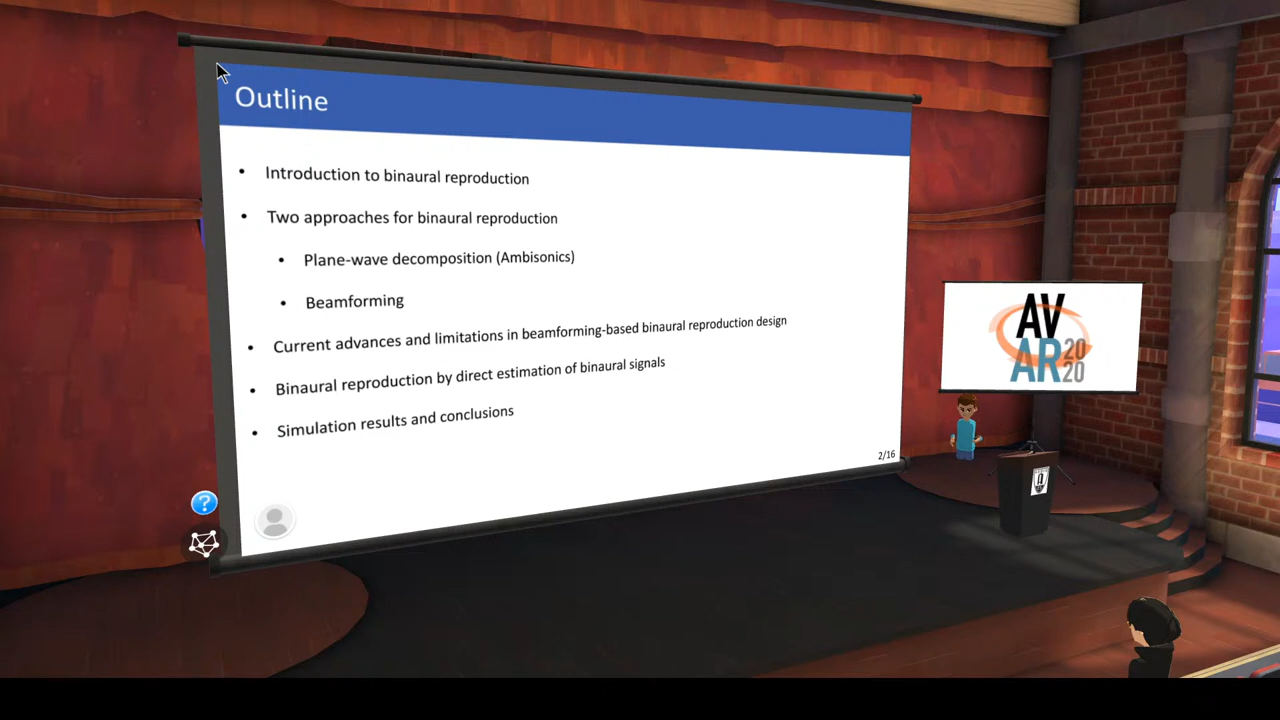 Outline
• Introduction to binaural reproduction
• Two approaches for binaural reproduction
• Plane-wave decomposition (Ambisonics)
• Beamforming
• Current advances and limitations in beamforming-based binaural reproduction design
• Binaural reproduction by direct estimation of binaural signals
• Simulation results and conclusions
2/16
?
AV
AR 20
20